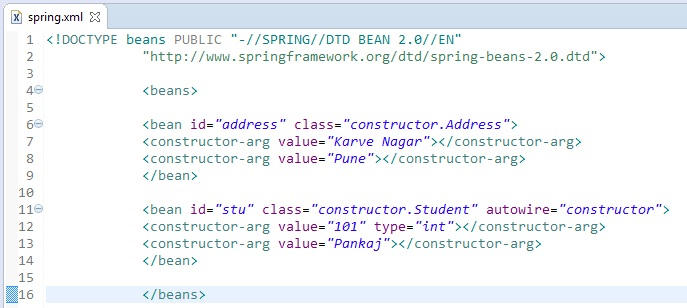 spring.xml
1 <!DOCTYPE beans PUBLIC "-//SPRING//DTD BEAN 2.0//EN"
2 "http://www.springframework.org/dtd/spring-beans-2.0.dtd">
3
4 <beans>
5
6 <bean id="address" class="constructor.Address">
7 <constructor-arg value="Karve Nagar"></constructor-arg>
8 <constructor-arg value="Pune"></constructor-arg>
9 </bean>
10
11 <bean id="stu" class="constructor.Student" autowire="constructor">
12 <constructor-arg value="101" type="int"></constructor-arg>
13 <constructor-arg value="Pankaj"></constructor-arg>
14 </bean>
15
16 </beans>